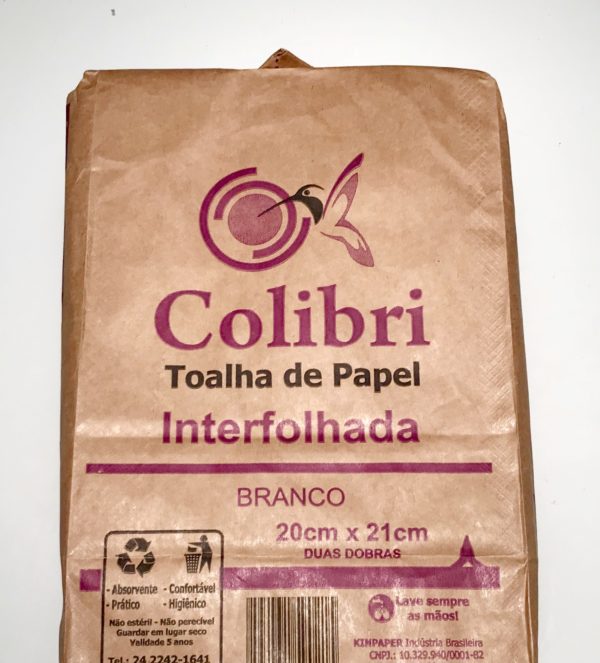 Colibri
Toalha de Papel
Interfolhada
BRANCO
20cm x 21cm
DUAS DOBRAS
- Absorvente - Confortável
- Prático - Higiênico
Não estéril - Não perecível
Guardar em lugar seco
Validade 5 anos
Tel.: 24 2242-1641
Lave sempre
as mãos!
KINPAPER Indústria Brasileira
CNPJ.: 10.329.940/0001-82